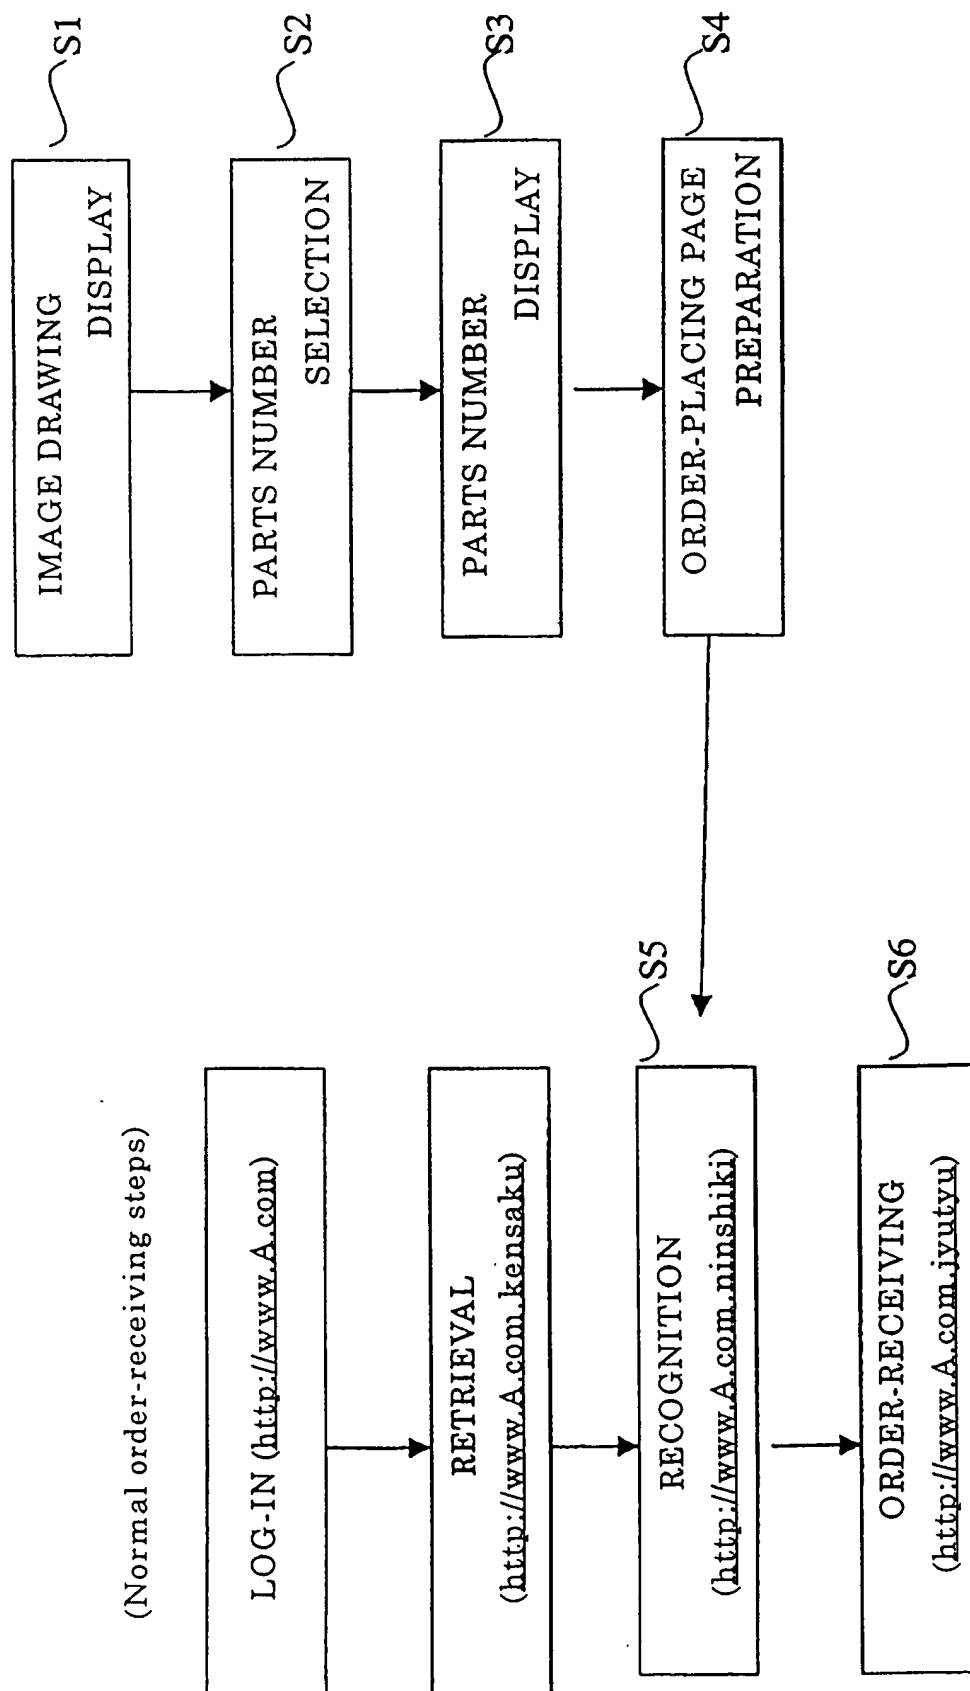 (Normal order-receiving steps)
LOG-IN (http://www.A.com)
RETRIEVAL
(http://www.A.com.kensaku)
RECOGNITION
(http://www.A.com.ninshiki)
S5
ORDER-RECEIVING
(http://www.A.com.jyutyu)
S6
IMAGE DRAWING
DISPLAY
S1
PARTS NUMBER
SELECTION
S2
PARTS NUMBER
DISPLAY
S3
ORDER-PLACING PAGE
PREPARATION
S4